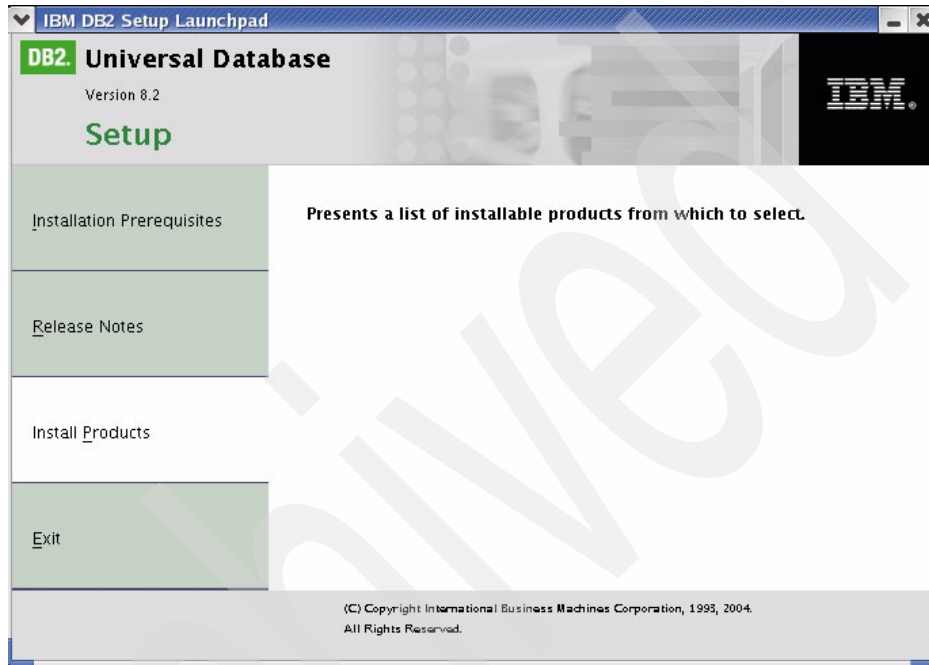 IBM DB2 Setup Launchpad
DB2. Universal Database
Version 8.2
Setup
IBM.
Installation Prerequisites
Presents a list of installable products from which to select.
Release Notes
Install Products
Exit
(C) Copyright International Business Machines Corporation, 1993, 2004.
All Rights Reserved.